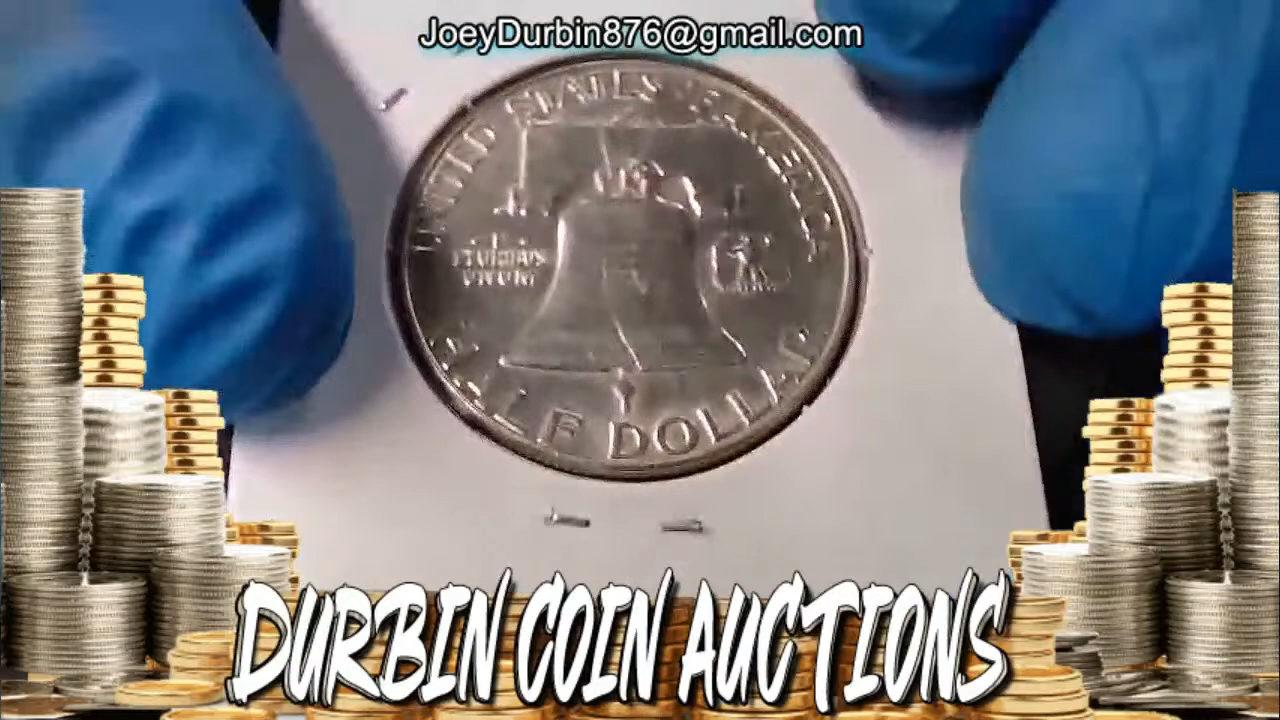 JoeyDurbin876@gmail.com
UNITED STATES OF AMERICA
E
PLURIBUS
UNUM
HALF DOLLAR
DURBIN COIN AUCTIONS